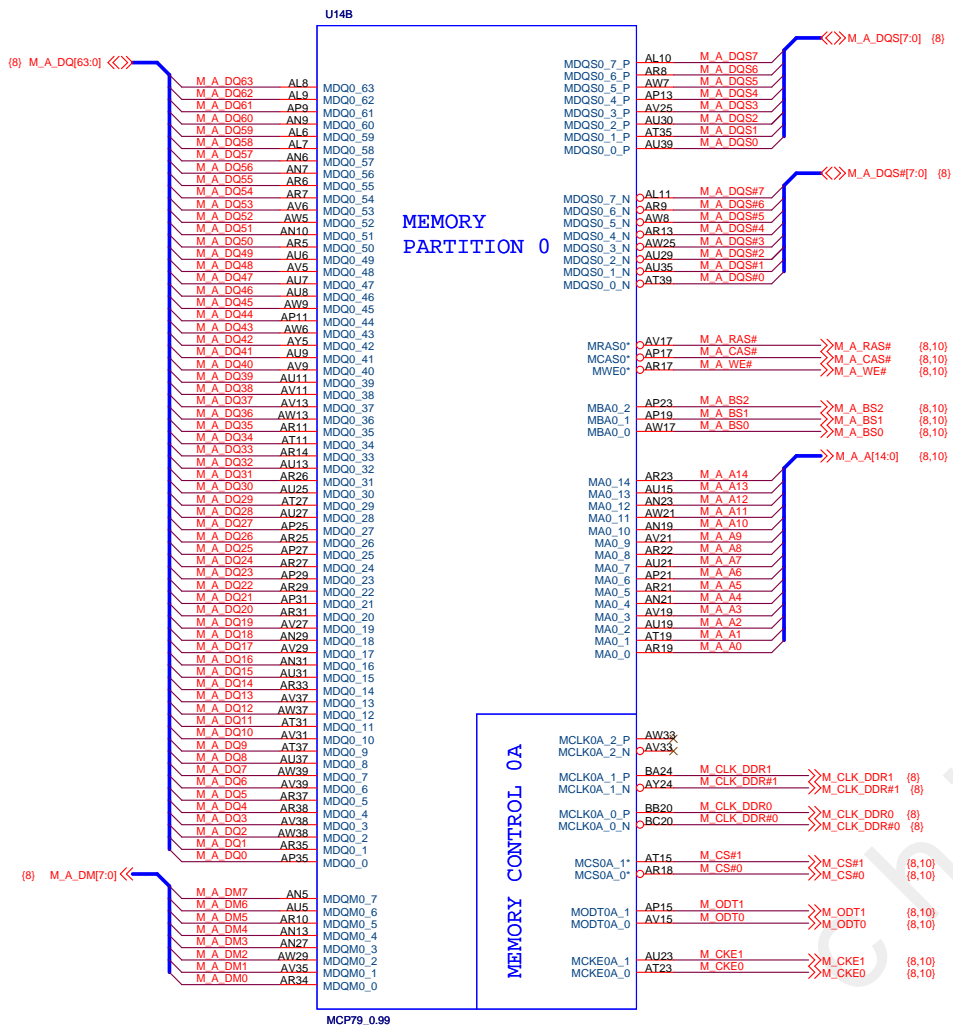 U14B
{8} M_A_DQ[63:0]
M_A_DQ63 AL8 MDQ0_63
M_A_DQ62 AL9 MDQ0_62
M_A_DQ61 AP9 MDQ0_61
M_A_DQ60 AN9 MDQ0_60
M_A_DQ59 AL6 MDQ0_59
M_A_DQ58 AL7 MDQ0_58
M_A_DQ57 AN6 MDQ0_57
M_A_DQ56 AN7 MDQ0_56
M_A_DQ55 AR6 MDQ0_55
M_A_DQ54 AR7 MDQ0_54
M_A_DQ53 AV6 MDQ0_53
M_A_DQ52 AW5 MDQ0_52
M_A_DQ51 AN10 MDQ0_51
M_A_DQ50 AR5 MDQ0_50
M_A_DQ49 AU6 MDQ0_49
M_A_DQ48 AV5 MDQ0_48
M_A_DQ47 AU7 MDQ0_47
M_A_DQ46 AU8 MDQ0_46
M_A_DQ45 AW9 MDQ0_45
M_A_DQ44 AP11 MDQ0_44
M_A_DQ43 AW6 MDQ0_43
M_A_DQ42 AY5 MDQ0_42
M_A_DQ41 AU9 MDQ0_41
M_A_DQ40 AV9 MDQ0_40
M_A_DQ39 AU11 MDQ0_39
M_A_DQ38 AV11 MDQ0_38
M_A_DQ37 AV13 MDQ0_37
M_A_DQ36 AW13 MDQ0_36
M_A_DQ35 AR11 MDQ0_35
M_A_DQ34 AT11 MDQ0_34
M_A_DQ33 AR14 MDQ0_33
M_A_DQ32 AU13 MDQ0_32
M_A_DQ31 AR26 MDQ0_31
M_A_DQ30 AU25 MDQ0_30
M_A_DQ29 AT27 MDQ0_29
M_A_DQ28 AU27 MDQ0_28
M_A_DQ27 AP25 MDQ0_27
M_A_DQ26 AR25 MDQ0_26
M_A_DQ25 AP27 MDQ0_25
M_A_DQ24 AR27 MDQ0_24
M_A_DQ23 AP29 MDQ0_23
M_A_DQ22 AR29 MDQ0_22
M_A_DQ21 AP31 MDQ0_21
M_A_DQ20 AR31 MDQ0_20
M_A_DQ19 AV27 MDQ0_19
M_A_DQ18 AN29 MDQ0_18
M_A_DQ17 AV29 MDQ0_17
M_A_DQ16 AN31 MDQ0_16
M_A_DQ15 AU31 MDQ0_15
M_A_DQ14 AR33 MDQ0_14
M_A_DQ13 AV37 MDQ0_13
M_A_DQ12 AW37 MDQ0_12
M_A_DQ11 AT31 MDQ0_11
M_A_DQ10 AV31 MDQ0_10
M_A_DQ9 AT37 MDQ0_9
M_A_DQ8 AU37 MDQ0_8
M_A_DQ7 AW39 MDQ0_7
M_A_DQ6 AV39 MDQ0_6
M_A_DQ5 AR37 MDQ0_5
M_A_DQ4 AR38 MDQ0_4
M_A_DQ3 AV38 MDQ0_3
M_A_DQ2 AW38 MDQ0_2
M_A_DQ1 AR35 MDQ0_1
M_A_DQ0 AP35 MDQ0_0
{8} M_A_DM[7:0]
M_A_DM7 AN5 MDQM0_7
M_A_DM6 AU5 MDQM0_6
M_A_DM5 AR10 MDQM0_5
M_A_DM4 AN13 MDQM0_4
M_A_DM3 AN27 MDQM0_3
M_A_DM2 AW29 MDQM0_2
M_A_DM1 AV35 MDQM0_1
M_A_DM0 AR34 MDQM0_0
MEMORY
PARTITION 0
M_A_DQS[7:0] {8}
MDQS0_7_P AL10 M_A_DQS7
MDQS0_6_P AR8 M_A_DQS6
MDQS0_5_P AW7 M_A_DQS5
MDQS0_4_P AP13 M_A_DQS4
MDQS0_3_P AV25 M_A_DQS3
MDQS0_2_P AU30 M_A_DQS2
MDQS0_1_P AT35 M_A_DQS1
MDQS0_0_P AU39 M_A_DQS0
M_A_DQS#[7:0] {8}
MDQS0_7_N AL11 M_A_DQS#7
MDQS0_6_N AR9 M_A_DQS#6
MDQS0_5_N AW8 M_A_DQS#5
MDQS0_4_N AR13 M_A_DQS#4
MDQS0_3_N AW25 M_A_DQS#3
MDQS0_2_N AU29 M_A_DQS#2
MDQS0_1_N AU35 M_A_DQS#1
MDQS0_0_N AT39 M_A_DQS#0
MRAS0* AV17 M_A_RAS# M_A_RAS# {8,10}
MCAS0* AP17 M_A_CAS# M_A_CAS# {8,10}
MWE0* AR17 M_A_WE# M_A_WE# {8,10}
MBA0_2 AP23 M_A_BS2 M_A_BS2 {8,10}
MBA0_1 AP19 M_A_BS1 M_A_BS1 {8,10}
MBA0_0 AW17 M_A_BS0 M_A_BS0 {8,10}
M_A_A[14:0] {8,10}
MA0_14 AR23 M_A_A14
MA0_13 AU15 M_A_A13
MA0_12 AN23 M_A_A12
MA0_11 AW21 M_A_A11
MA0_10 AN19 M_A_A10
MA0_9 AV21 M_A_A9
MA0_8 AR22 M_A_A8
MA0_7 AU21 M_A_A7
MA0_6 AP21 M_A_A6
MA0_5 AR21 M_A_A5
MA0_4 AN21 M_A_A4
MA0_3 AV19 M_A_A3
MA0_2 AU19 M_A_A2
MA0_1 AT19 M_A_A1
MA0_0 AR19 M_A_A0
MEMORY CONTROL 0A
MCLK0A_2_P AW33
MCLK0A_2_N AV33
MCLK0A_1_P BA24 M_CLK_DDR1 M_CLK_DDR1 {8}
MCLK0A_1_N AY24 M_CLK_DDR#1 M_CLK_DDR#1 {8}
MCLK0A_0_P BB20 M_CLK_DDR0 M_CLK_DDR0 {8}
MCLK0A_0_N BC20 M_CLK_DDR#0 M_CLK_DDR#0 {8}
MCS0A_1* AT15 M_CS#1 M_CS#1 {8,10}
MCS0A_0* AR18 M_CS#0 M_CS#0 {8,10}
MODT0A_1 AP15 M_ODT1 M_ODT1 {8,10}
MODT0A_0 AV15 M_ODT0 M_ODT0 {8,10}
MCKE0A_1 AU23 M_CKE1 M_CKE1 {8,10}
MCKE0A_0 AT23 M_CKE0 M_CKE0 {8,10}
MCP79_0.99
c h